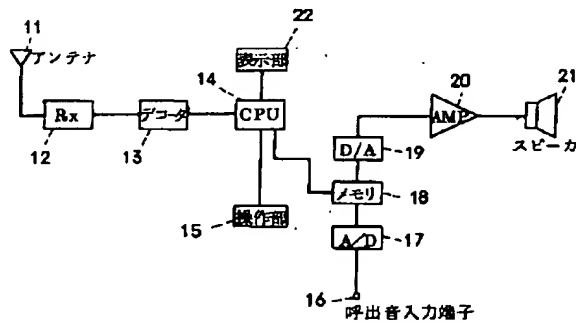 11
アンテナ
Rx
12
デコーダ
13
14
CPU
22
表示部
15
操作部
16
呼出音入力端子
A/D
17
メモリ
18
D/A
19
20
AMP
21
スピーカ